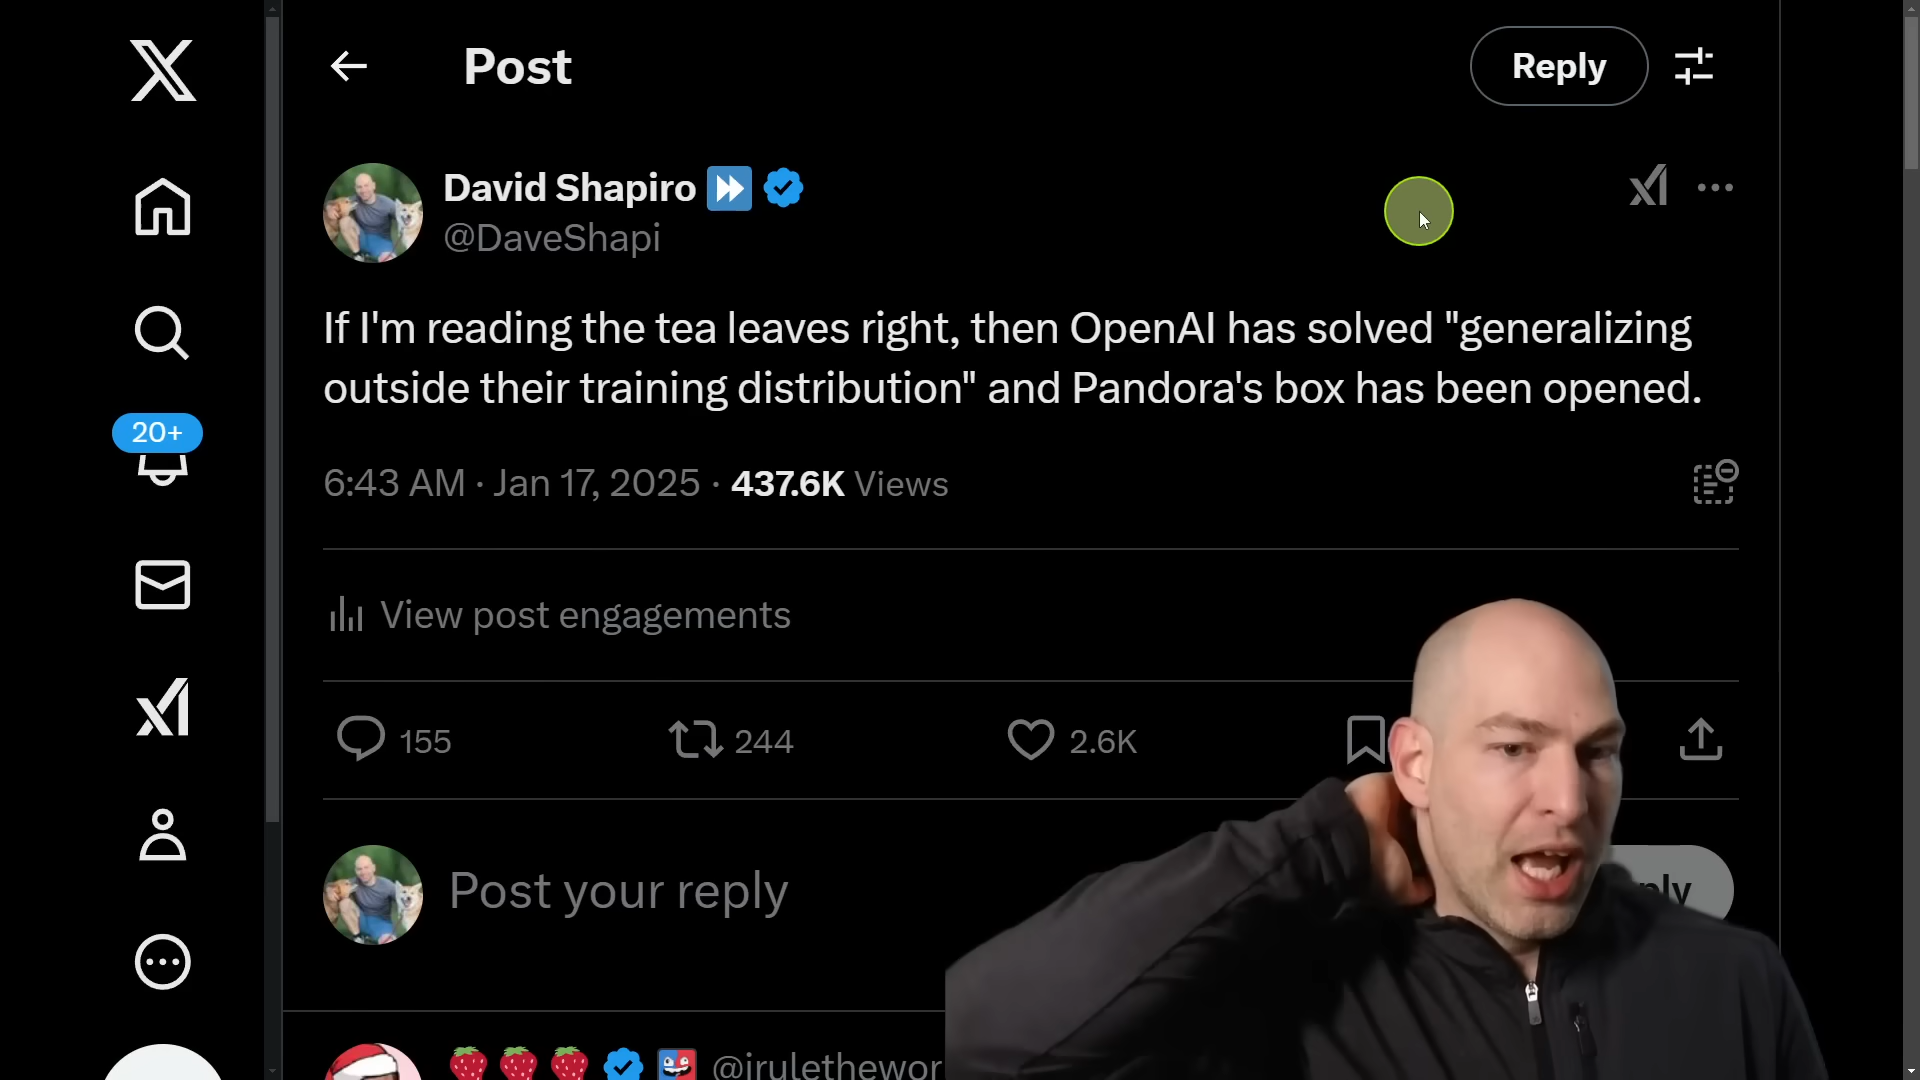 Post
Reply
David Shapiro
@DaveShapi
If I'm reading the tea leaves right, then OpenAI has solved "generalizing
outside their training distribution" and Pandora's box has been opened.
20+
6:43 AM · Jan 17, 2025 · 437.6K Views
View post engagements
155
244
2.6K
Post your reply
@iruletthewor